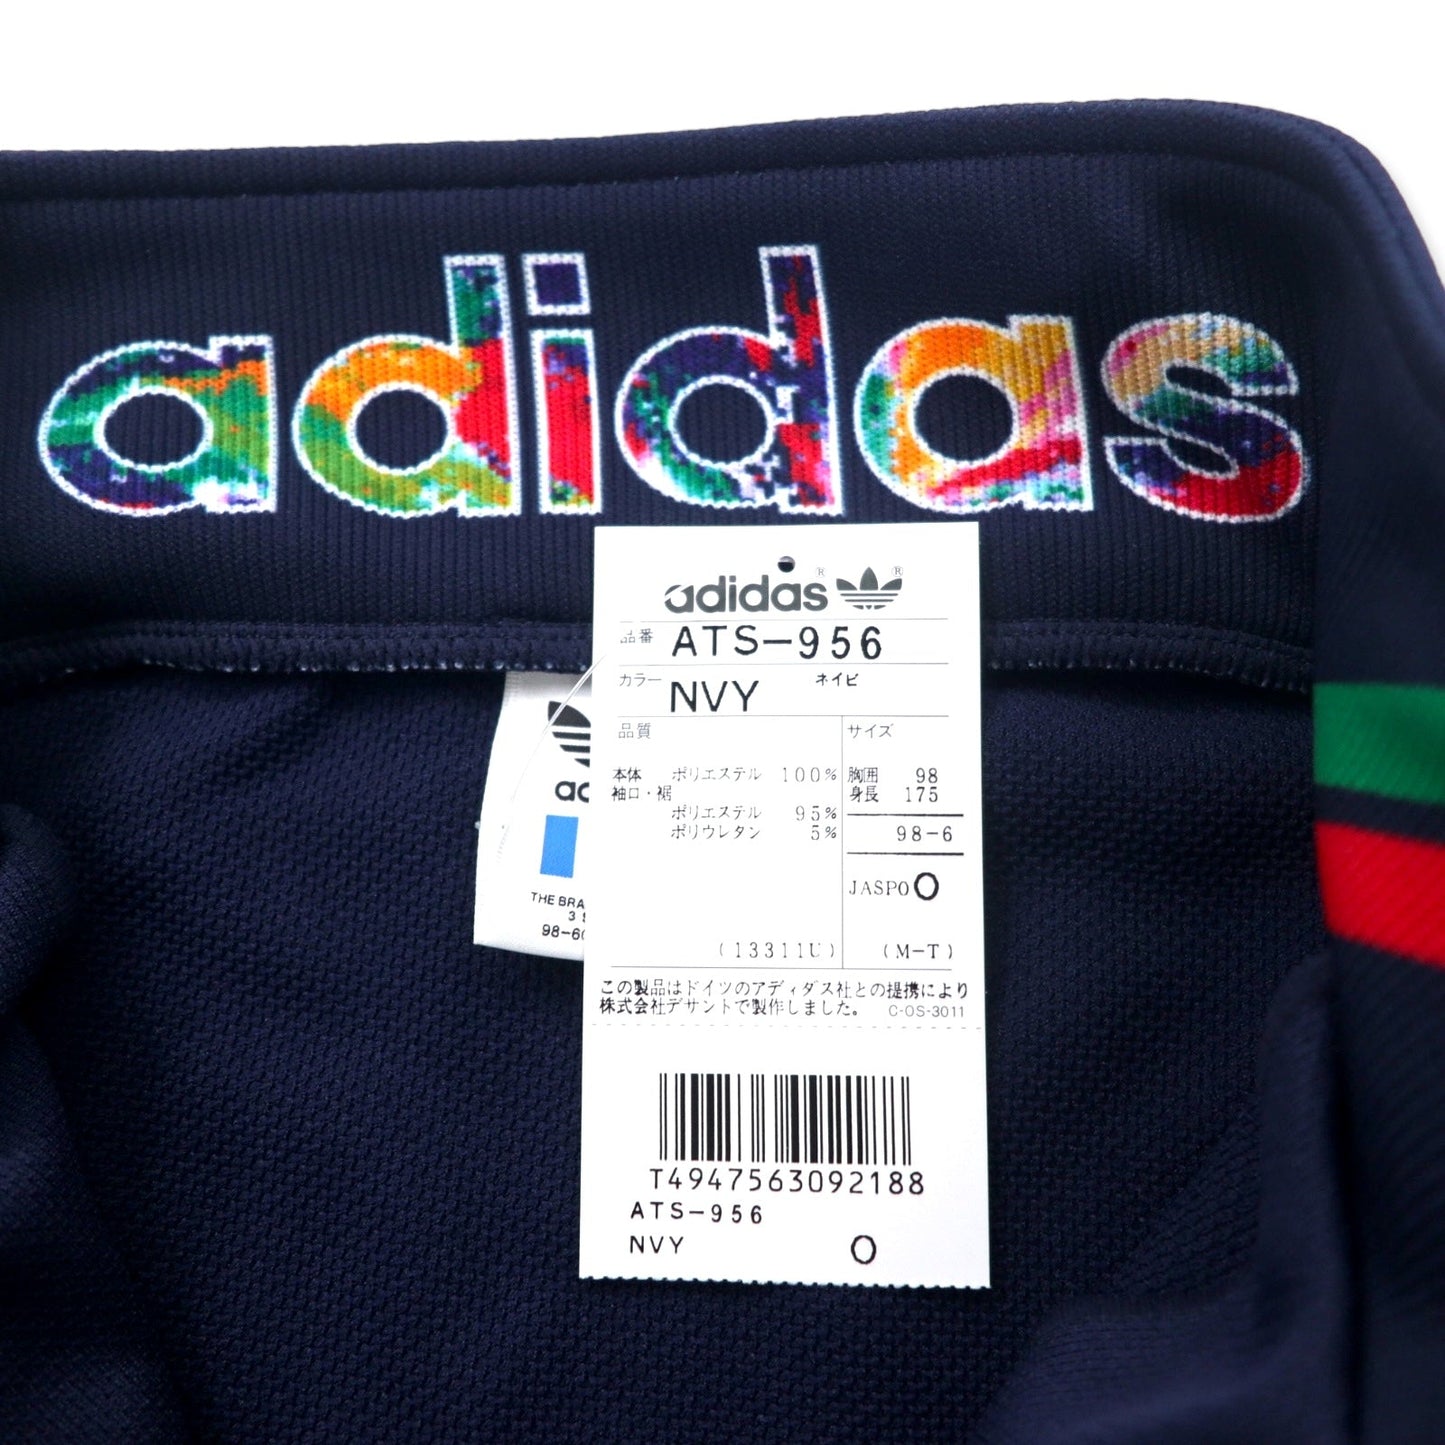 adidas
adidas® ®
品番 ATS-956
カラー NVY ネイビ
品質 サイズ
本体 ポリエステル 100% 胸囲 98
袖口・裾 身長 175
ポリエステル 95%
ポリウレタン 5% 98-6
JASPO O
(13311U) (M-T)
この製品はドイツのアディダス社との提携により
株式会社デサントで製作しました。 C-OS-3011
T4947563092188
ATS-956
NVY O
THE BRA
98-6